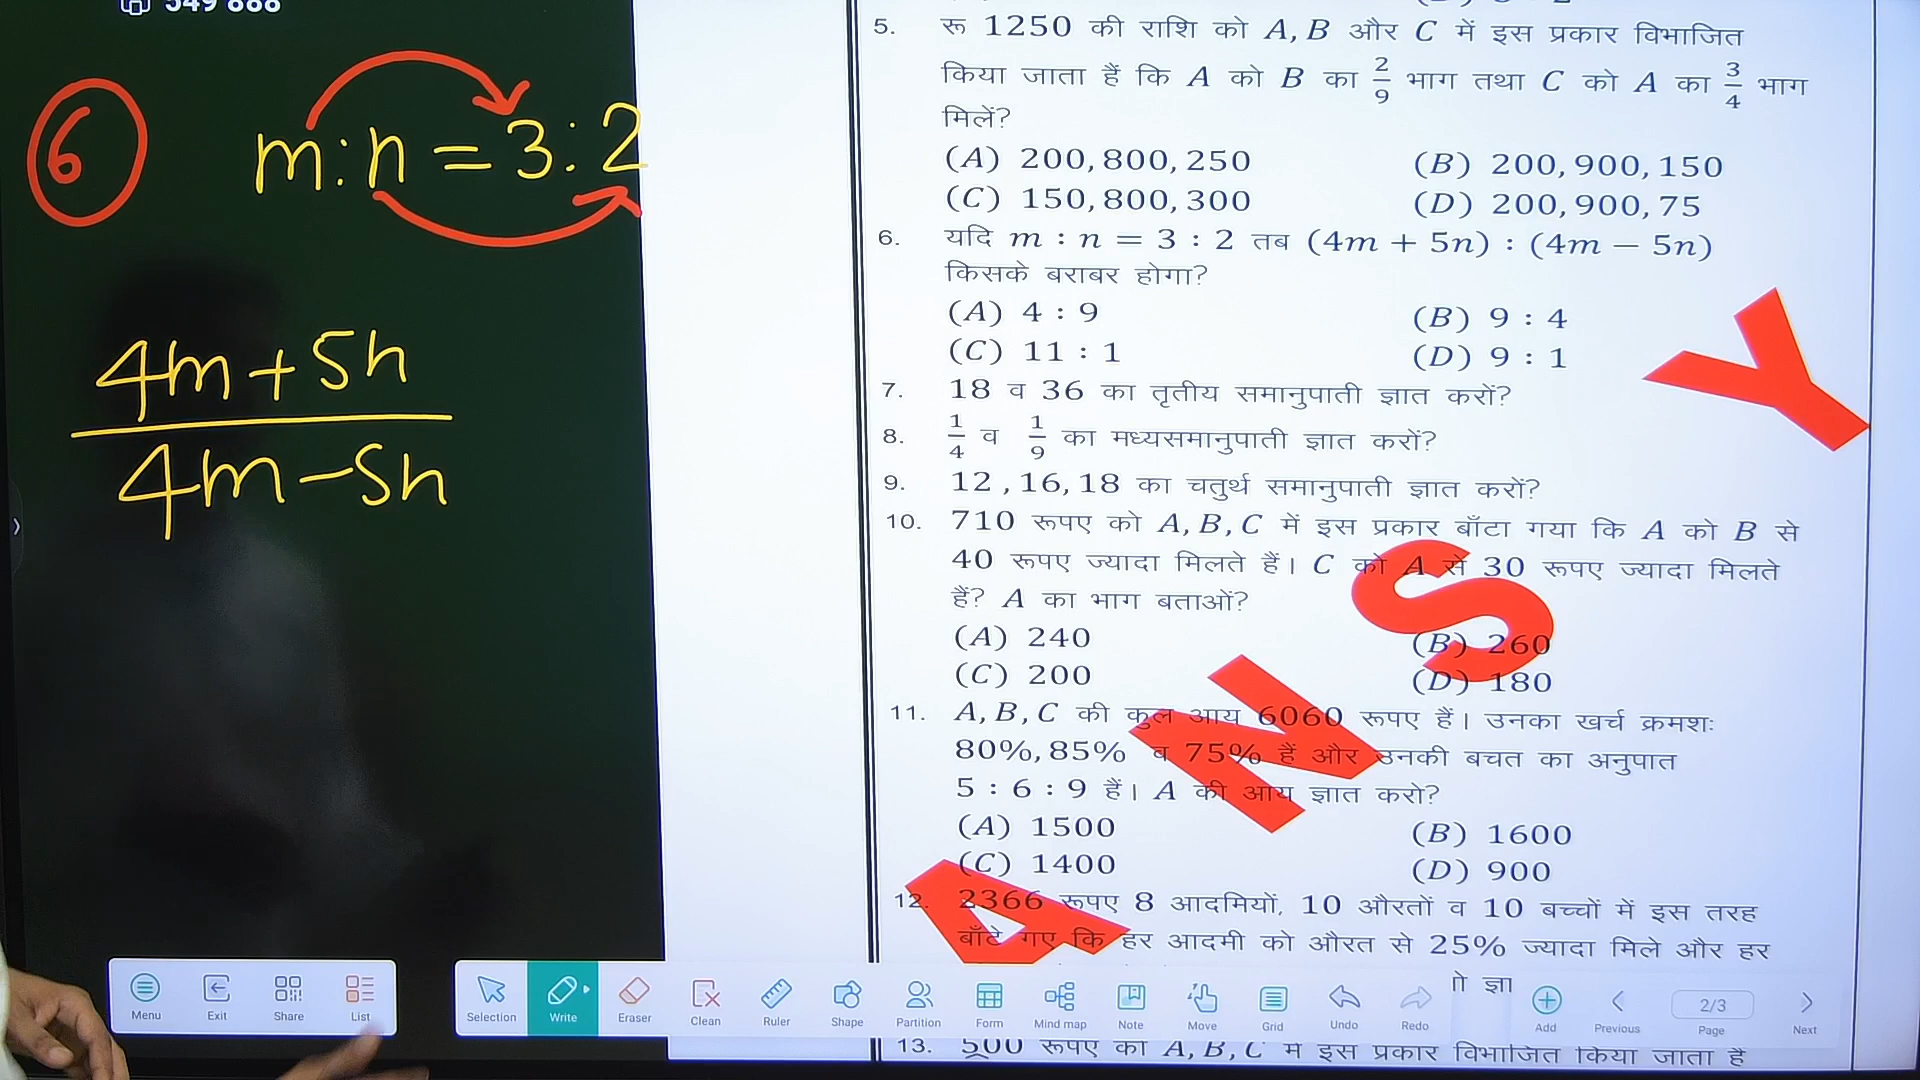 549 888
6
m:n = 3:2
4m+5n
4m-5n
5. रू 1250 की राशि को A, B और C में इस प्रकार विभाजित
किया जाता हैं कि A को B का 2/9 भाग तथा C को A का 3/4 भाग
मिलें?
(A) 200, 800, 250 (B) 200, 900, 150
(C) 150, 800, 300 (D) 200, 900, 75
6. यदि m : n = 3 : 2 तब (4m + 5n) : (4m − 5n)
किसके बराबर होगा?
(A) 4 : 9 (B) 9 : 4
(C) 11 : 1 (D) 9 : 1
7. 18 व 36 का तृतीय समानुपाती ज्ञात करों?
8. 1/4 व 1/9 का मध्यसमानुपाती ज्ञात करों?
9. 12 , 16, 18 का चतुर्थ समानुपाती ज्ञात करों?
10. 710 रूपए को A, B, C में इस प्रकार बाँटा गया कि A को B से
40 रूपए ज्यादा मिलते हैं। C को A से 30 रूपए ज्यादा मिलते
हैं? A का भाग बताओं?
(A) 240 (B) 260
(C) 200 (D) 180
11. A, B, C की कुल आय 6060 रूपए हैं। उनका खर्च क्रमशः
80%, 85% व 75% हैं और उनकी बचत का अनुपात
5 : 6 : 9 हैं। A की आय ज्ञात करो?
(A) 1500 (B) 1600
(C) 1400 (D) 900
12. 2366 रूपए 8 आदमियों, 10 औरतों व 10 बच्चों में इस तरह
बाँटे गए कि हर आदमी को औरत से 25% ज्यादा मिले और हर
13. 500 रूपए को A, B, C में इस प्रकार विभाजित किया जाता है
ANSY
Menu Exit Share List
Selection Write Eraser Clean Ruler Shape Partition Form Mind map Note Move Grid Undo Redo
Add Previous 2/3 Page Next